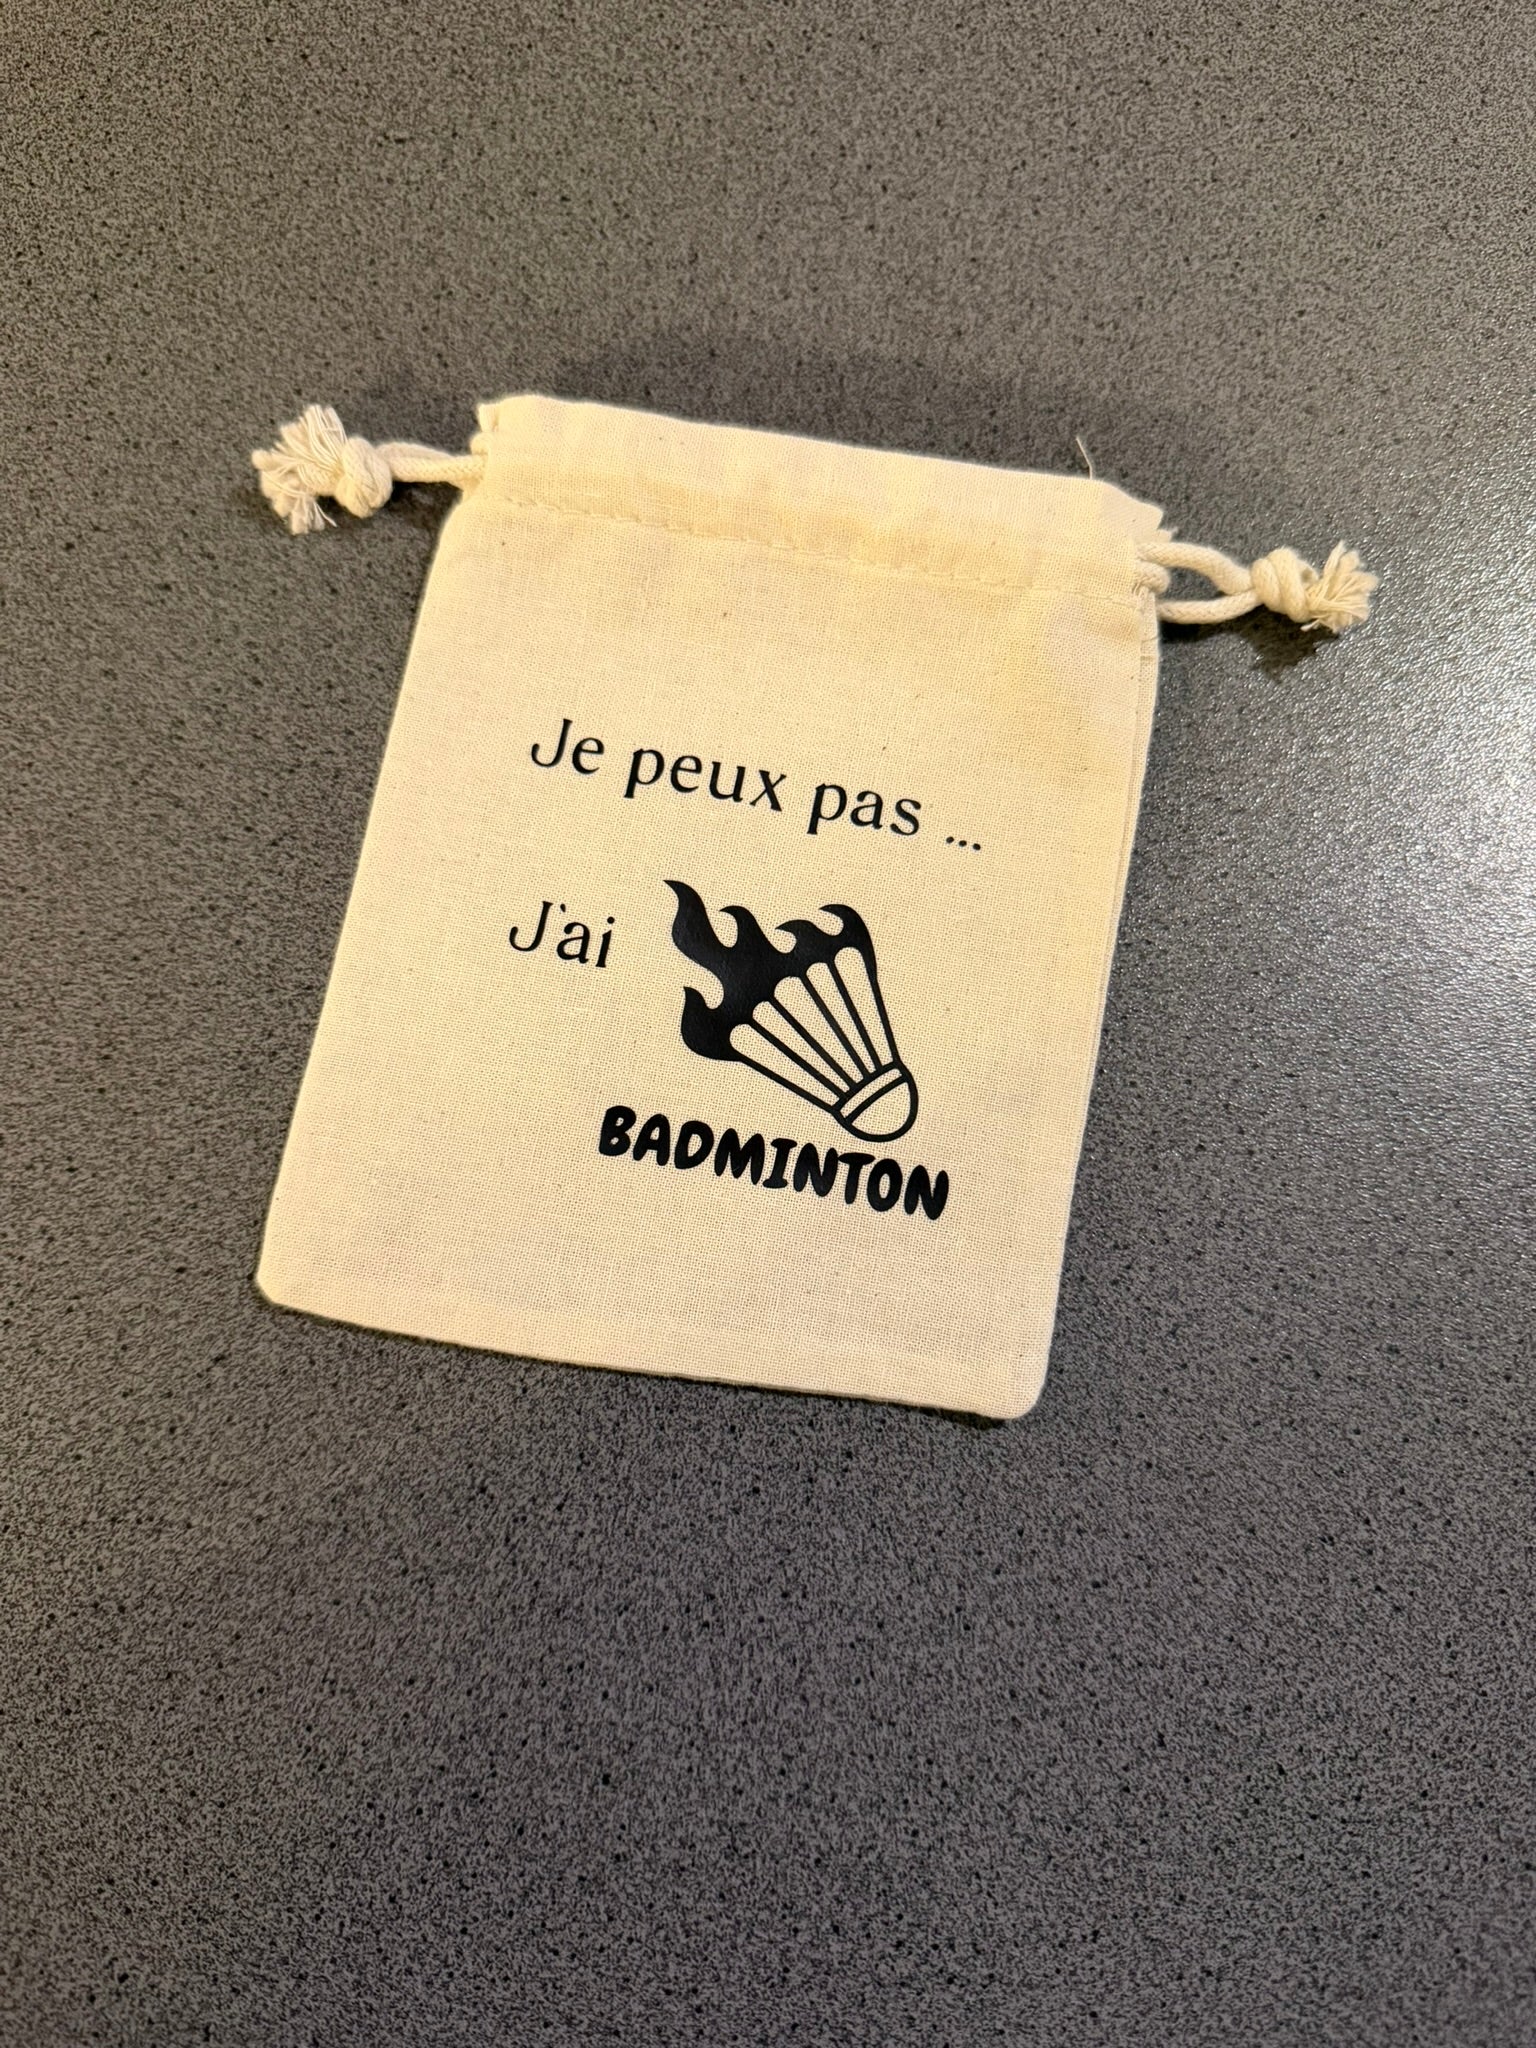 Je peux pas ...
J'ai
BADMINTON